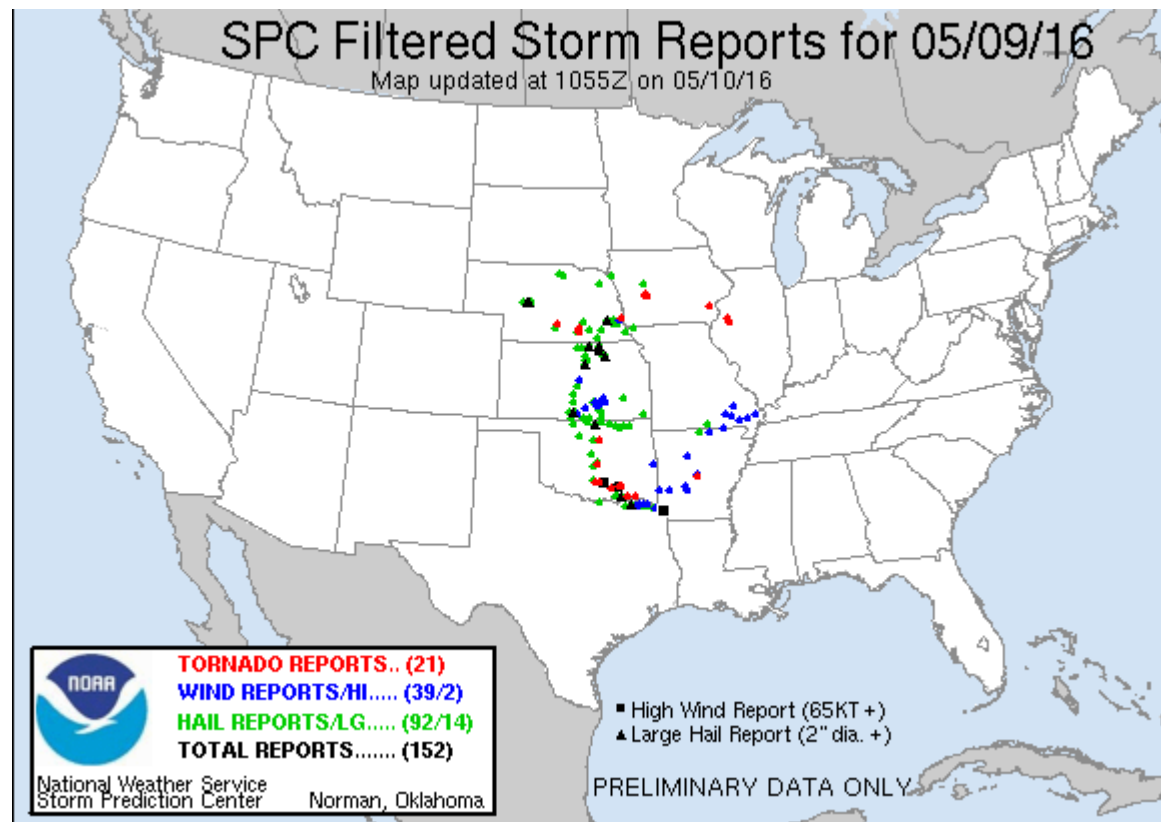 SPC Filtered Storm Reports for 05/09/16
Map updated at 1055Z on 05/10/16
NOAA
TORNADO REPORTS.. (21)
WIND REPORTS/HI..... (39/2)
HAIL REPORTS/LG..... (92/14)
TOTAL REPORTS....... (152)
National Weather Service
Storm Prediction Center Norman, Oklahoma
High Wind Report (65KT +)
Large Hail Report (2" dia. +)
PRELIMINARY DATA ONLY